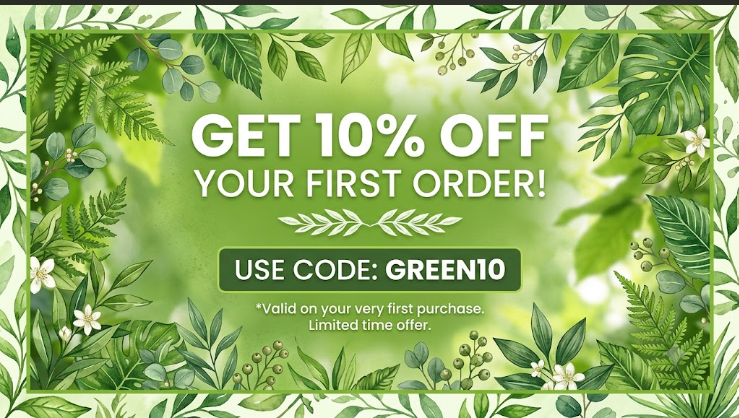 GET 10% OFF
YOUR FIRST ORDER!
USE CODE: GREEN10
*Valid on your very first purchase.
Limited time offer.